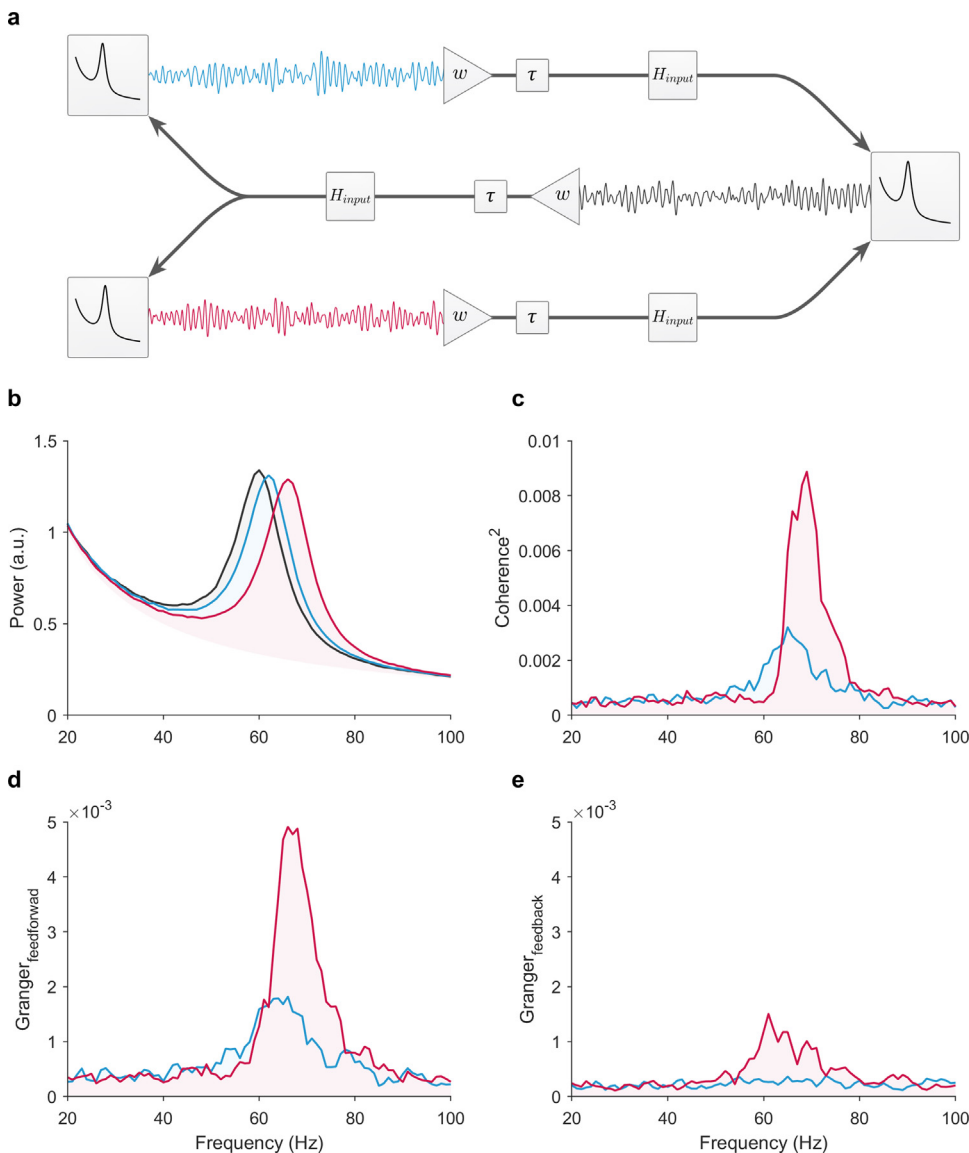 a
w
τ
H_input
H_input
τ
w
w
τ
H_input
b
c
1.5
1
0.5
0
Power (a.u.)
20
40
60
80
100
0.01
0.008
0.006
0.004
0.002
0
Coherence²
20
40
60
80
100
d
e
×10⁻³
5
4
3
2
1
0
Granger_feedforwad
20
40
60
80
100
Frequency (Hz)
×10⁻³
5
4
3
2
1
0
Granger_feedback
20
40
60
80
100
Frequency (Hz)